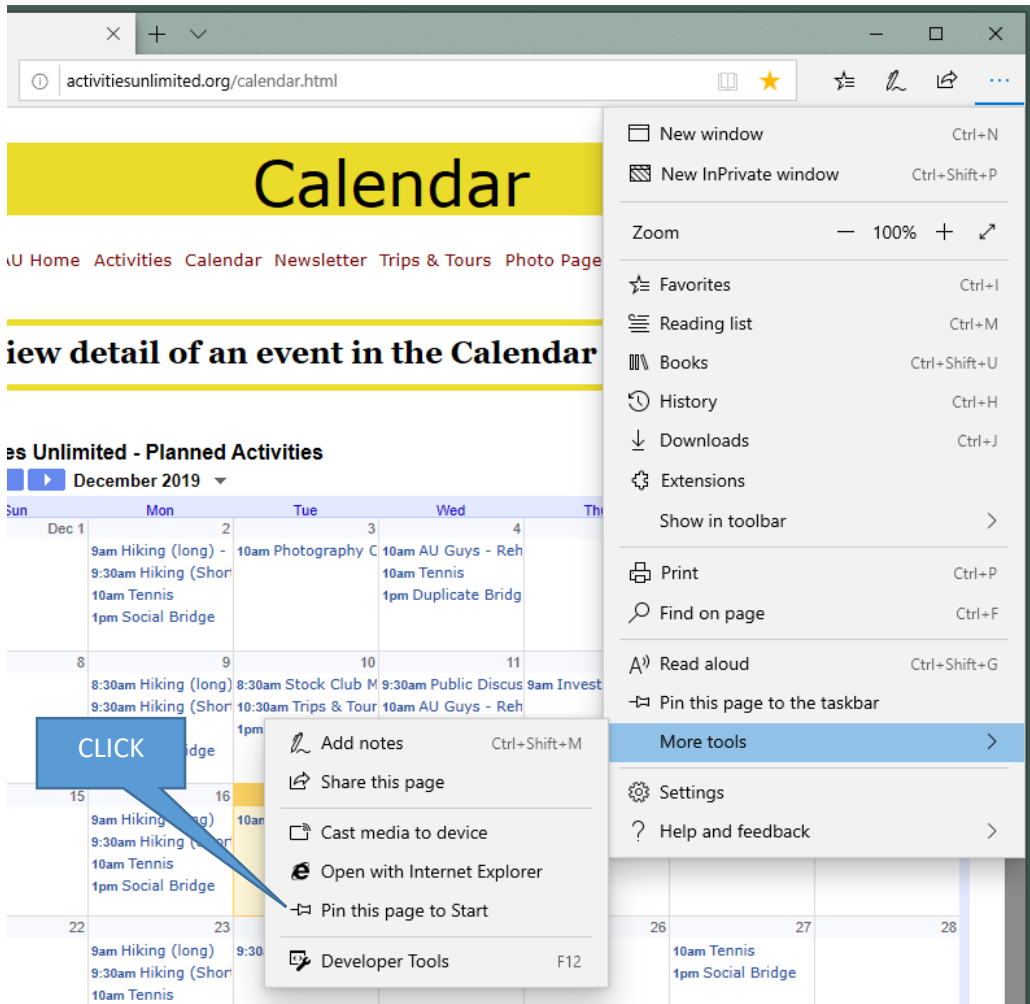 activitiesunlimited.org/calendar.html
Calendar
AU Home Activities Calendar Newsletter Trips & Tours Photo Page
iew detail of an event in the Calendar
es Unlimited - Planned Activities
December 2019
Sun Mon Tue Wed Thu
Dec 1 2 3 4
9am Hiking (long) - 10am Photography C 10am AU Guys - Reh
9:30am Hiking (Short 10am Tennis
10am Tennis 1pm Duplicate Bridg
1pm Social Bridge
8 9 10 11
8:30am Hiking (long) 8:30am Stock Club M 9:30am Public Discus 9am Invest
9:30am Hiking (Short 10:30am Trips & Tour 10am AU Guys - Reh
1pm
idge
CLICK
15 16
9am Hiking 10am
9:30am Hiking
10am Tennis
1pm Social Bridge
22 23 26 27 28
9am Hiking (long) 9:30 10am Tennis
9:30am Hiking (Short 1pm Social Bridge
10am Tennis
New window Ctrl+N
New InPrivate window Ctrl+Shift+P
Zoom — 100% +
Favorites Ctrl+I
Reading list Ctrl+M
Books Ctrl+Shift+U
History Ctrl+H
Downloads Ctrl+J
Extensions
Show in toolbar
Print Ctrl+P
Find on page Ctrl+F
Read aloud Ctrl+Shift+G
Pin this page to the taskbar
More tools
Settings
Help and feedback
Add notes Ctrl+Shift+M
Share this page
Cast media to device
Open with Internet Explorer
Pin this page to Start
Developer Tools F12